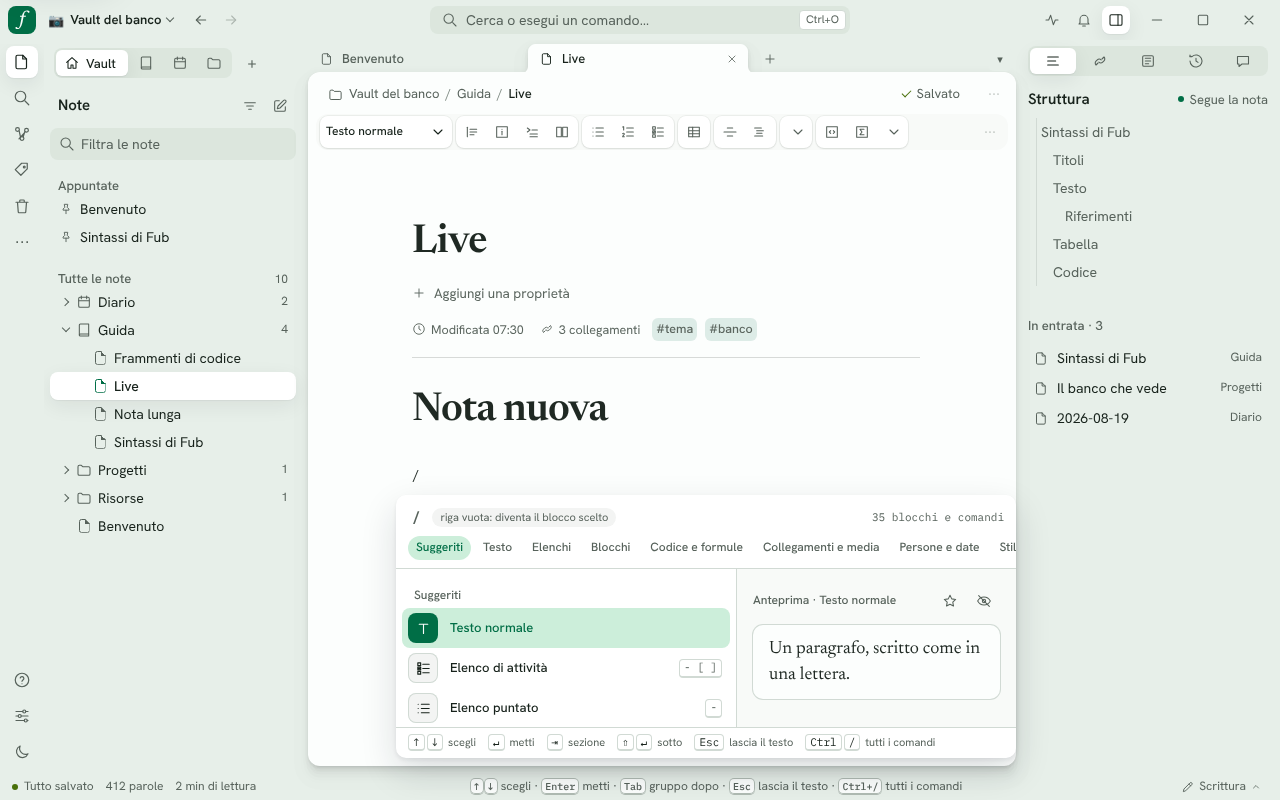 f Vault del banco
Cerca o esegui un comando… Ctrl+O
Vault
Note
Filtra le note
Appuntate
Benvenuto
Sintassi di Fub
Tutte le note 10
Diario 2
Guida 4
Frammenti di codice
Live
Nota lunga
Sintassi di Fub
Progetti 1
Risorse 1
Benvenuto
Benvenuto
Live
Vault del banco / Guida / Live
Salvato
Testo normale
Live
Aggiungi una proprietà
Modificata 07:30 3 collegamenti #tema #banco
Nota nuova
/
/ riga vuota: diventa il blocco scelto 35 blocchi e comandi
Suggeriti Testo Elenchi Blocchi Codice e formule Collegamenti e media Persone e date Stil
Suggeriti
Testo normale
Elenco di attività - [ ]
Elenco puntato -
Anteprima · Testo normale
Un paragrafo, scritto come in
una lettera.
↑ ↓ scegli ↵ metti ⇥ sezione ⇧ ↵ sotto Esc lascia il testo Ctrl / tutti i comandi
Struttura Segue la nota
Sintassi di Fub
Titoli
Testo
Riferimenti
Tabella
Codice
In entrata · 3
Sintassi di Fub Guida
Il banco che vede Progetti
2026-08-19 Diario
Tutto salvato 412 parole 2 min di lettura
↑ ↓ scegli · Enter metti · Tab gruppo dopo · Esc lascia il testo · Ctrl+/ tutti i comandi
Scrittura